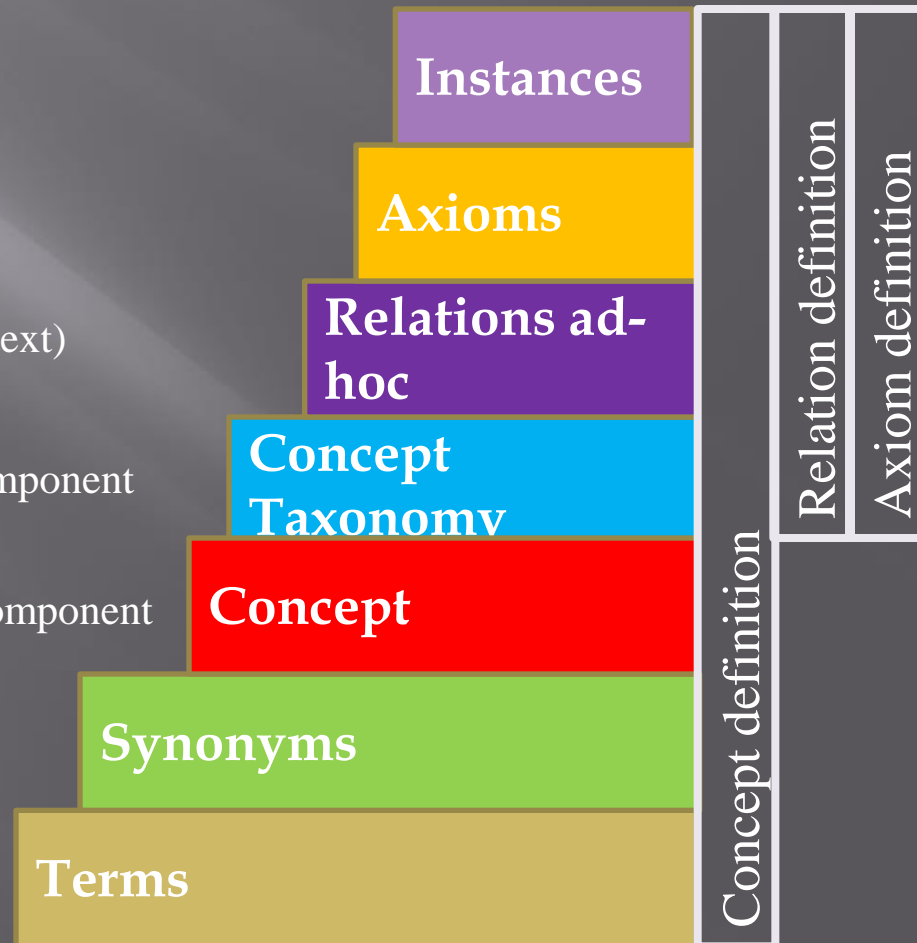 Instances
Axioms
Relations ad-
hoc
ext)
Concept
Taxonomy
mponent
Concept
omponent
Synonyms
Terms
Concept definition
Relation definition
Axiom definition